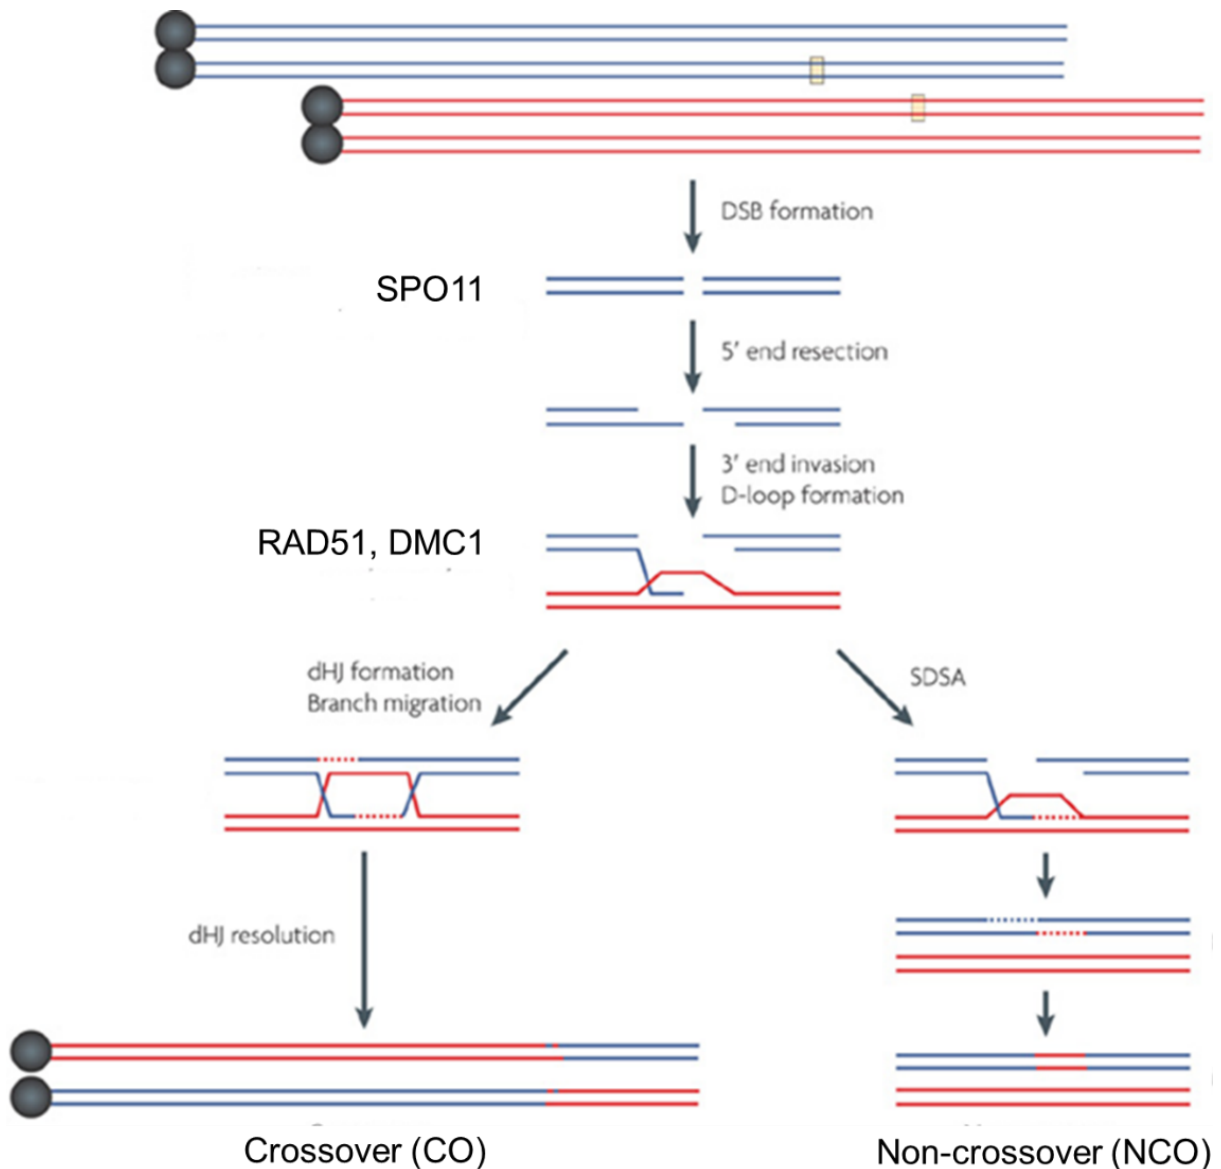 DSB formation
SPO11
5' end resection
3' end invasion
D-loop formation
RAD51, DMC1
dHJ formation
Branch migration
SDSA
dHJ resolution
Crossover (CO)
Non-crossover (NCO)